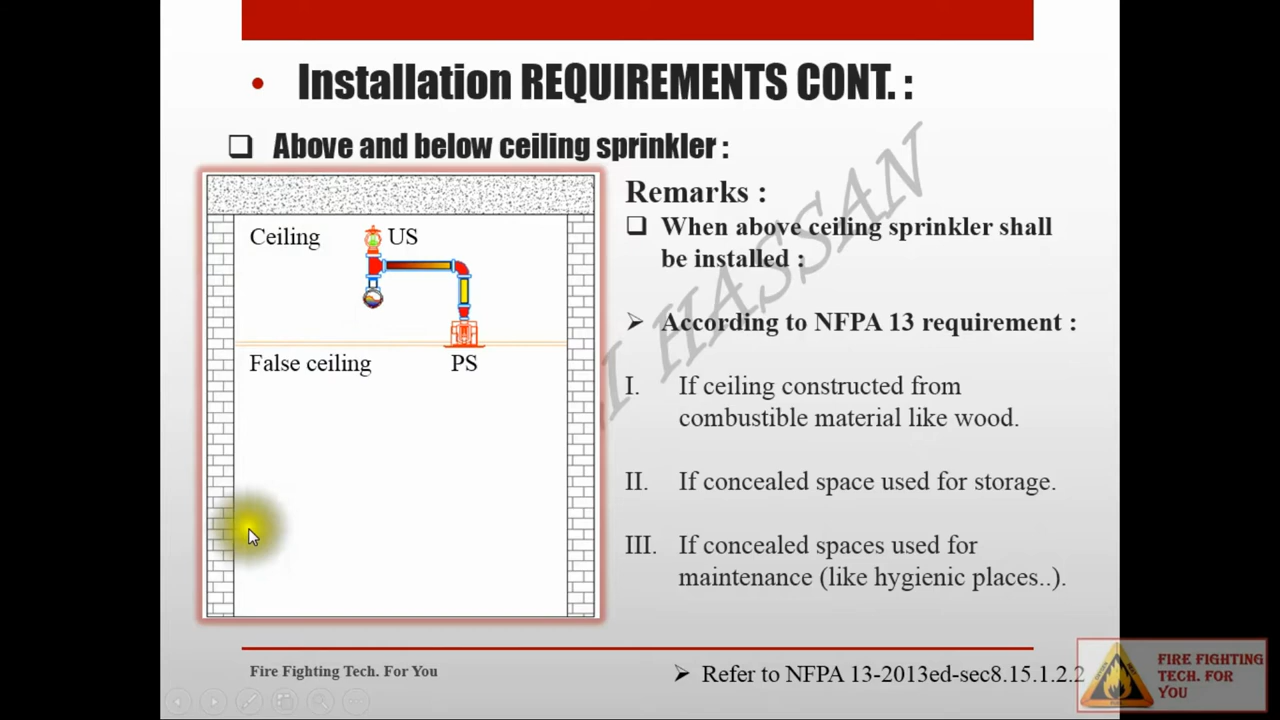 Installation REQUIREMENTS CONT. :
Above and below ceiling sprinkler :
Ceiling
US
False ceiling
PS
Remarks :
When above ceiling sprinkler shall
be installed :
According to NFPA 13 requirement :
I. If ceiling constructed from
combustible material like wood.
II. If concealed space used for storage.
III. If concealed spaces used for
maintenance (like hygienic places..).
HASSAN
Fire Fighting Tech. For You
Refer to NFPA 13-2013ed-sec8.15.1.2.2
FIRE FIGHTING
TECH. FOR
YOU